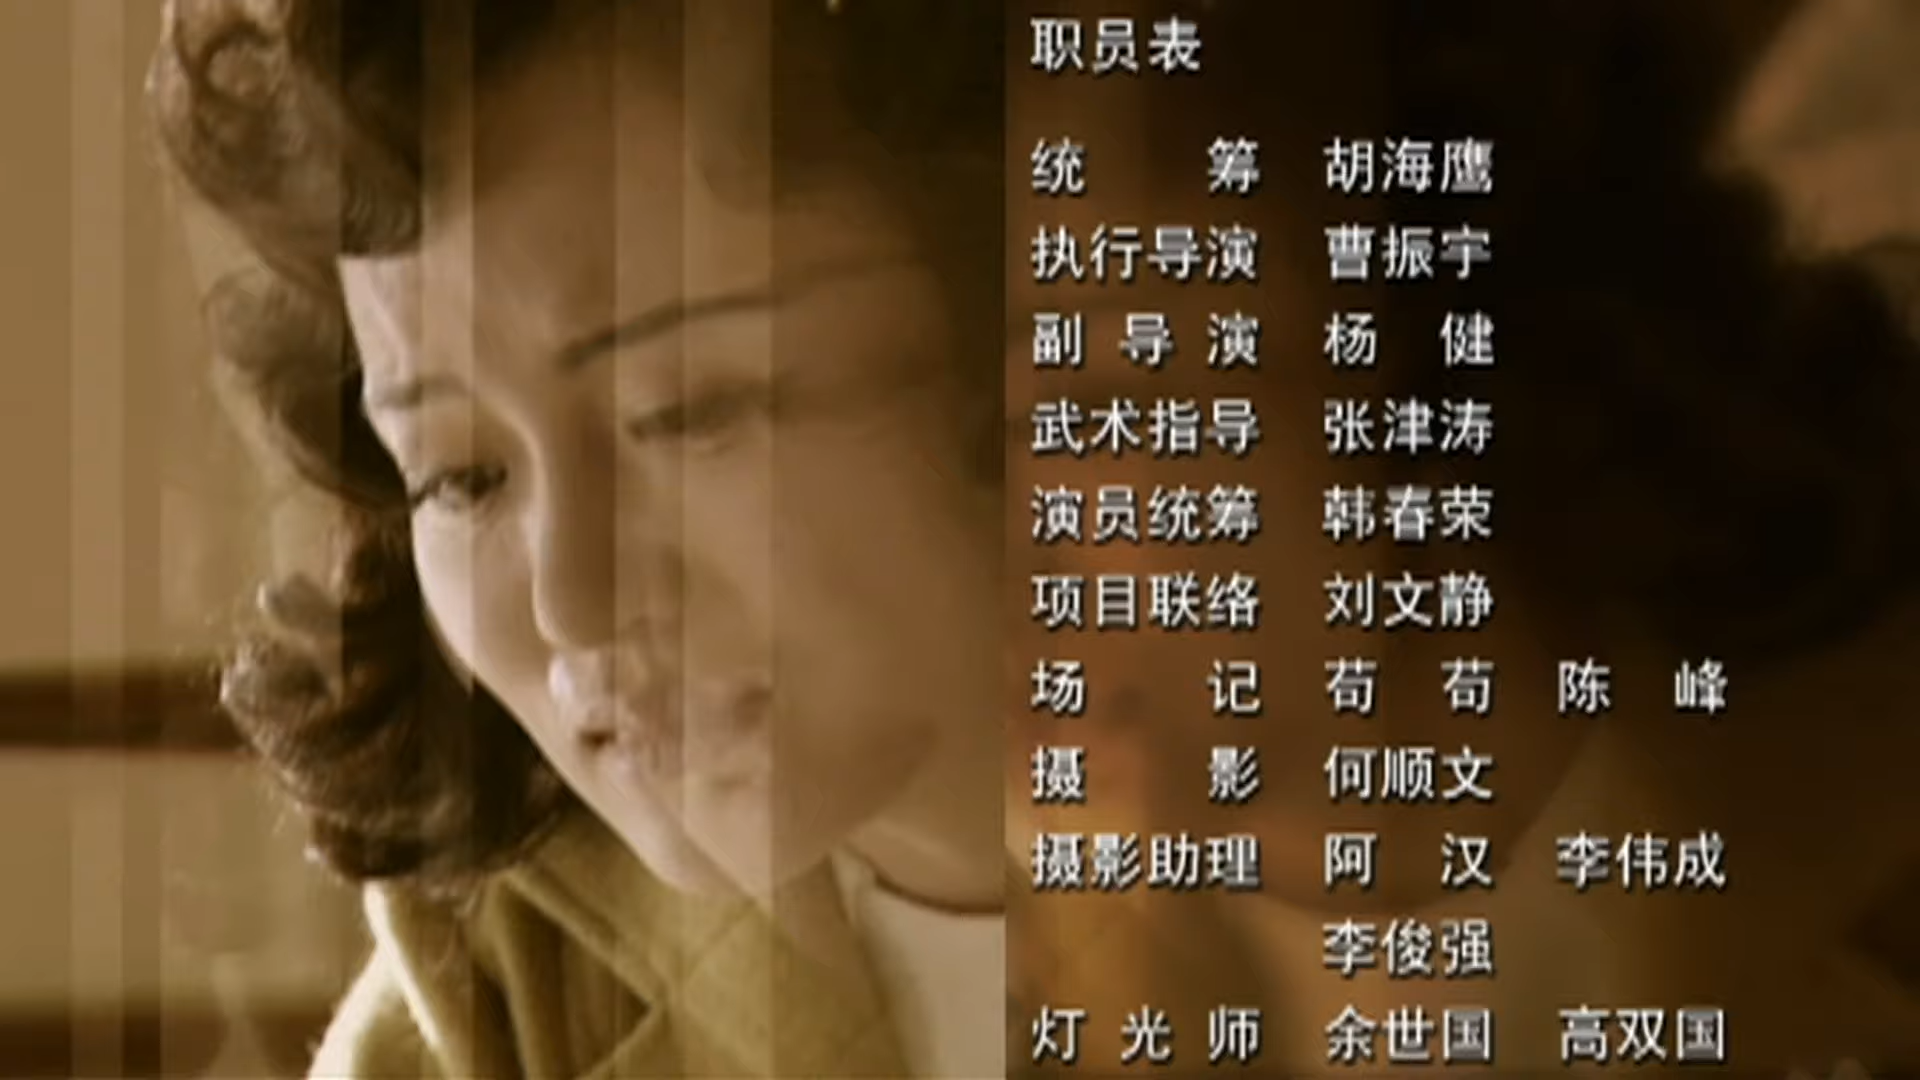 职员表
统筹 胡海鹰
执行导演 曹振宇
副导演 杨健
武术指导 张津涛
演员统筹 韩春荣
项目联络 刘文静
场记 苟苟 陈峰
摄影 何顺文
摄影助理 阿汉 李伟成
李俊强
灯光师 余世国 高双国